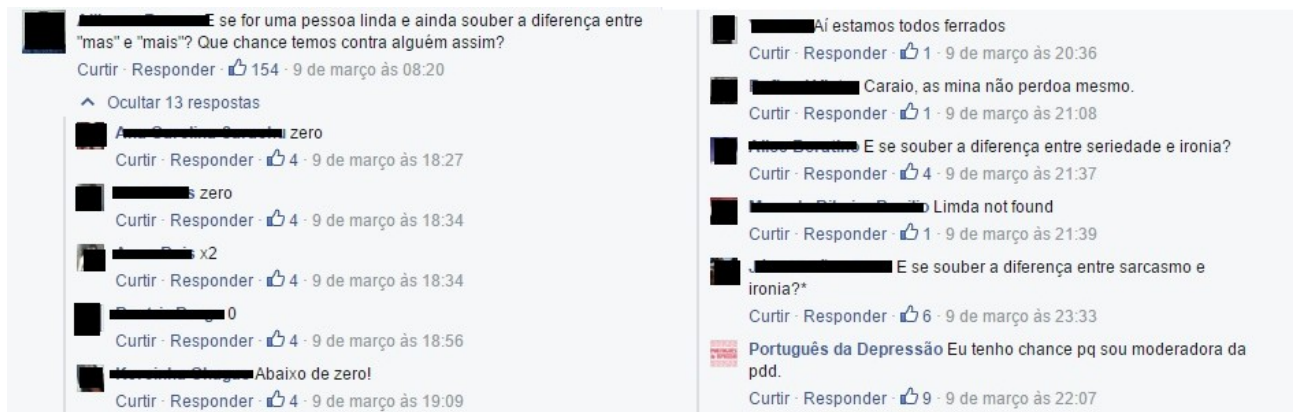 E se for uma pessoa linda e ainda souber a diferença entre
"mas" e "mais"? Que chance temos contra alguém assim?
Curtir · Responder · 154 · 9 de março às 08:20
Ocultar 13 respostas
zero
Curtir · Responder · 4 · 9 de março às 18:27
zero
Curtir · Responder · 4 · 9 de março às 18:34
x2
Curtir · Responder · 4 · 9 de março às 18:34
0
Curtir · Responder · 4 · 9 de março às 18:56
Abaixo de zero!
Curtir · Responder · 4 · 9 de março às 19:09
Aí estamos todos ferrados
Curtir · Responder · 1 · 9 de março às 20:36
Caraio, as mina não perdoa mesmo.
Curtir · Responder · 1 · 9 de março às 21:08
E se souber a diferença entre seriedade e ironia?
Curtir · Responder · 4 · 9 de março às 21:37
Limda not found
Curtir · Responder · 1 · 9 de março às 21:39
E se souber a diferença entre sarcasmo e
ironia?*
Curtir · Responder · 6 · 9 de março às 23:33
Português da Depressão Eu tenho chance pq sou moderadora da
pdd.
Curtir · Responder · 9 · 9 de março às 22:07